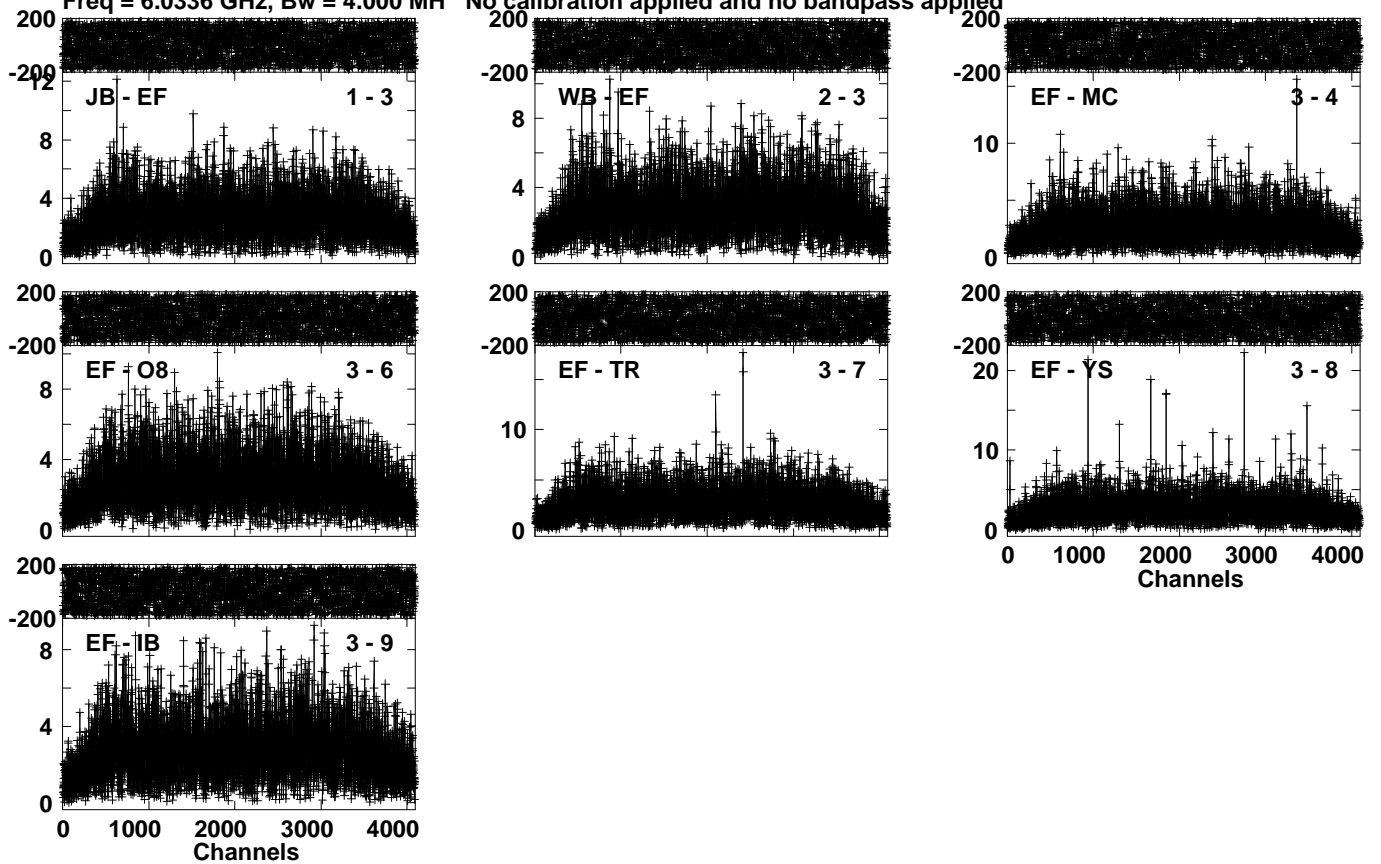 Freq = 6.0336 GHz, Bw = 4.000 MH No calibration applied and no bandpass applied
200 200 200
-200 -200 -200
12
JB - EF 1 - 3 WB - EF 2 - 3 EF - MC 3 - 4
8 8 10
4 4
0 0 0
200 200 200
-200 -200 -200
EF - O8 3 - 6 EF - TR 3 - 7 EF - YS 3 - 8
8 10 20
4 10
0 0 0
0 1000 2000 3000 4000
Channels
200
-200
EF - IB 3 - 9
8
4
0
0 1000 2000 3000 4000
Channels